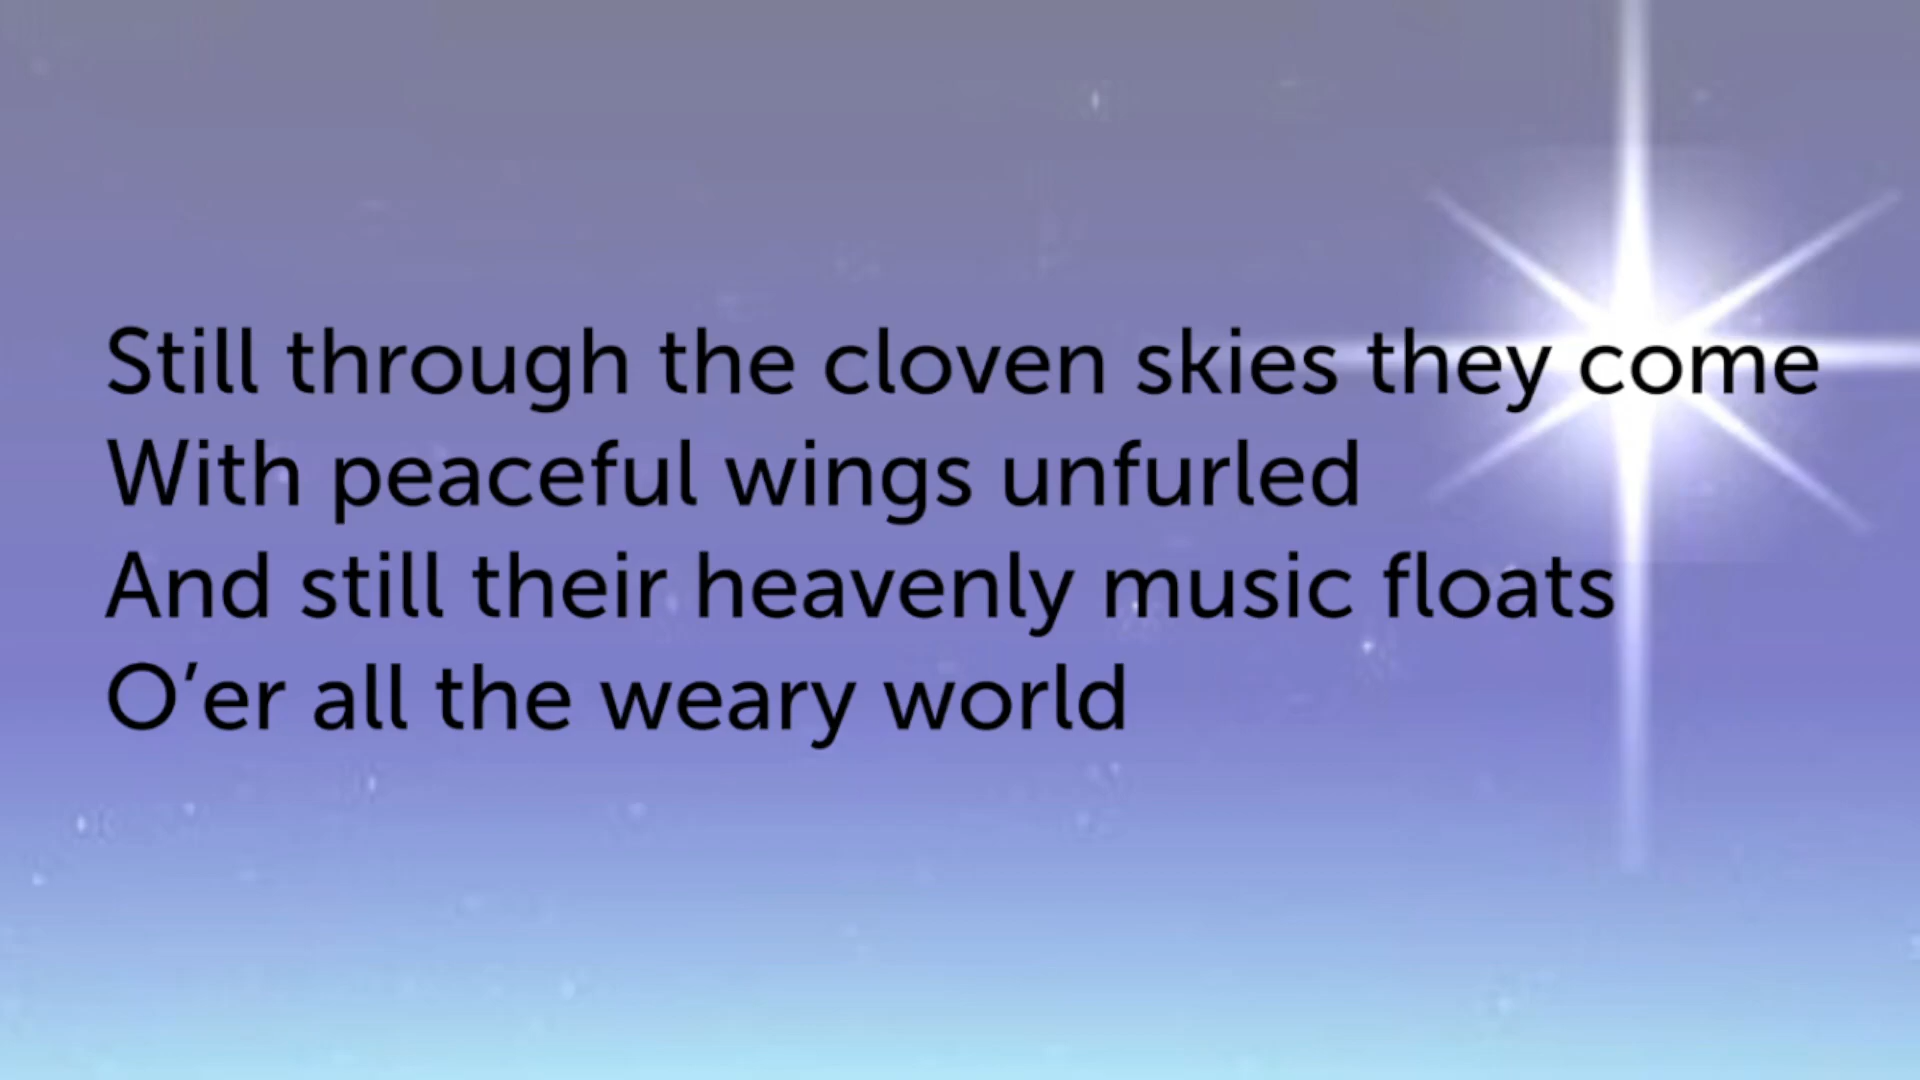 Still through the cloven skies they come
With peaceful wings unfurled
And still their heavenly music floats
O’er all the weary world